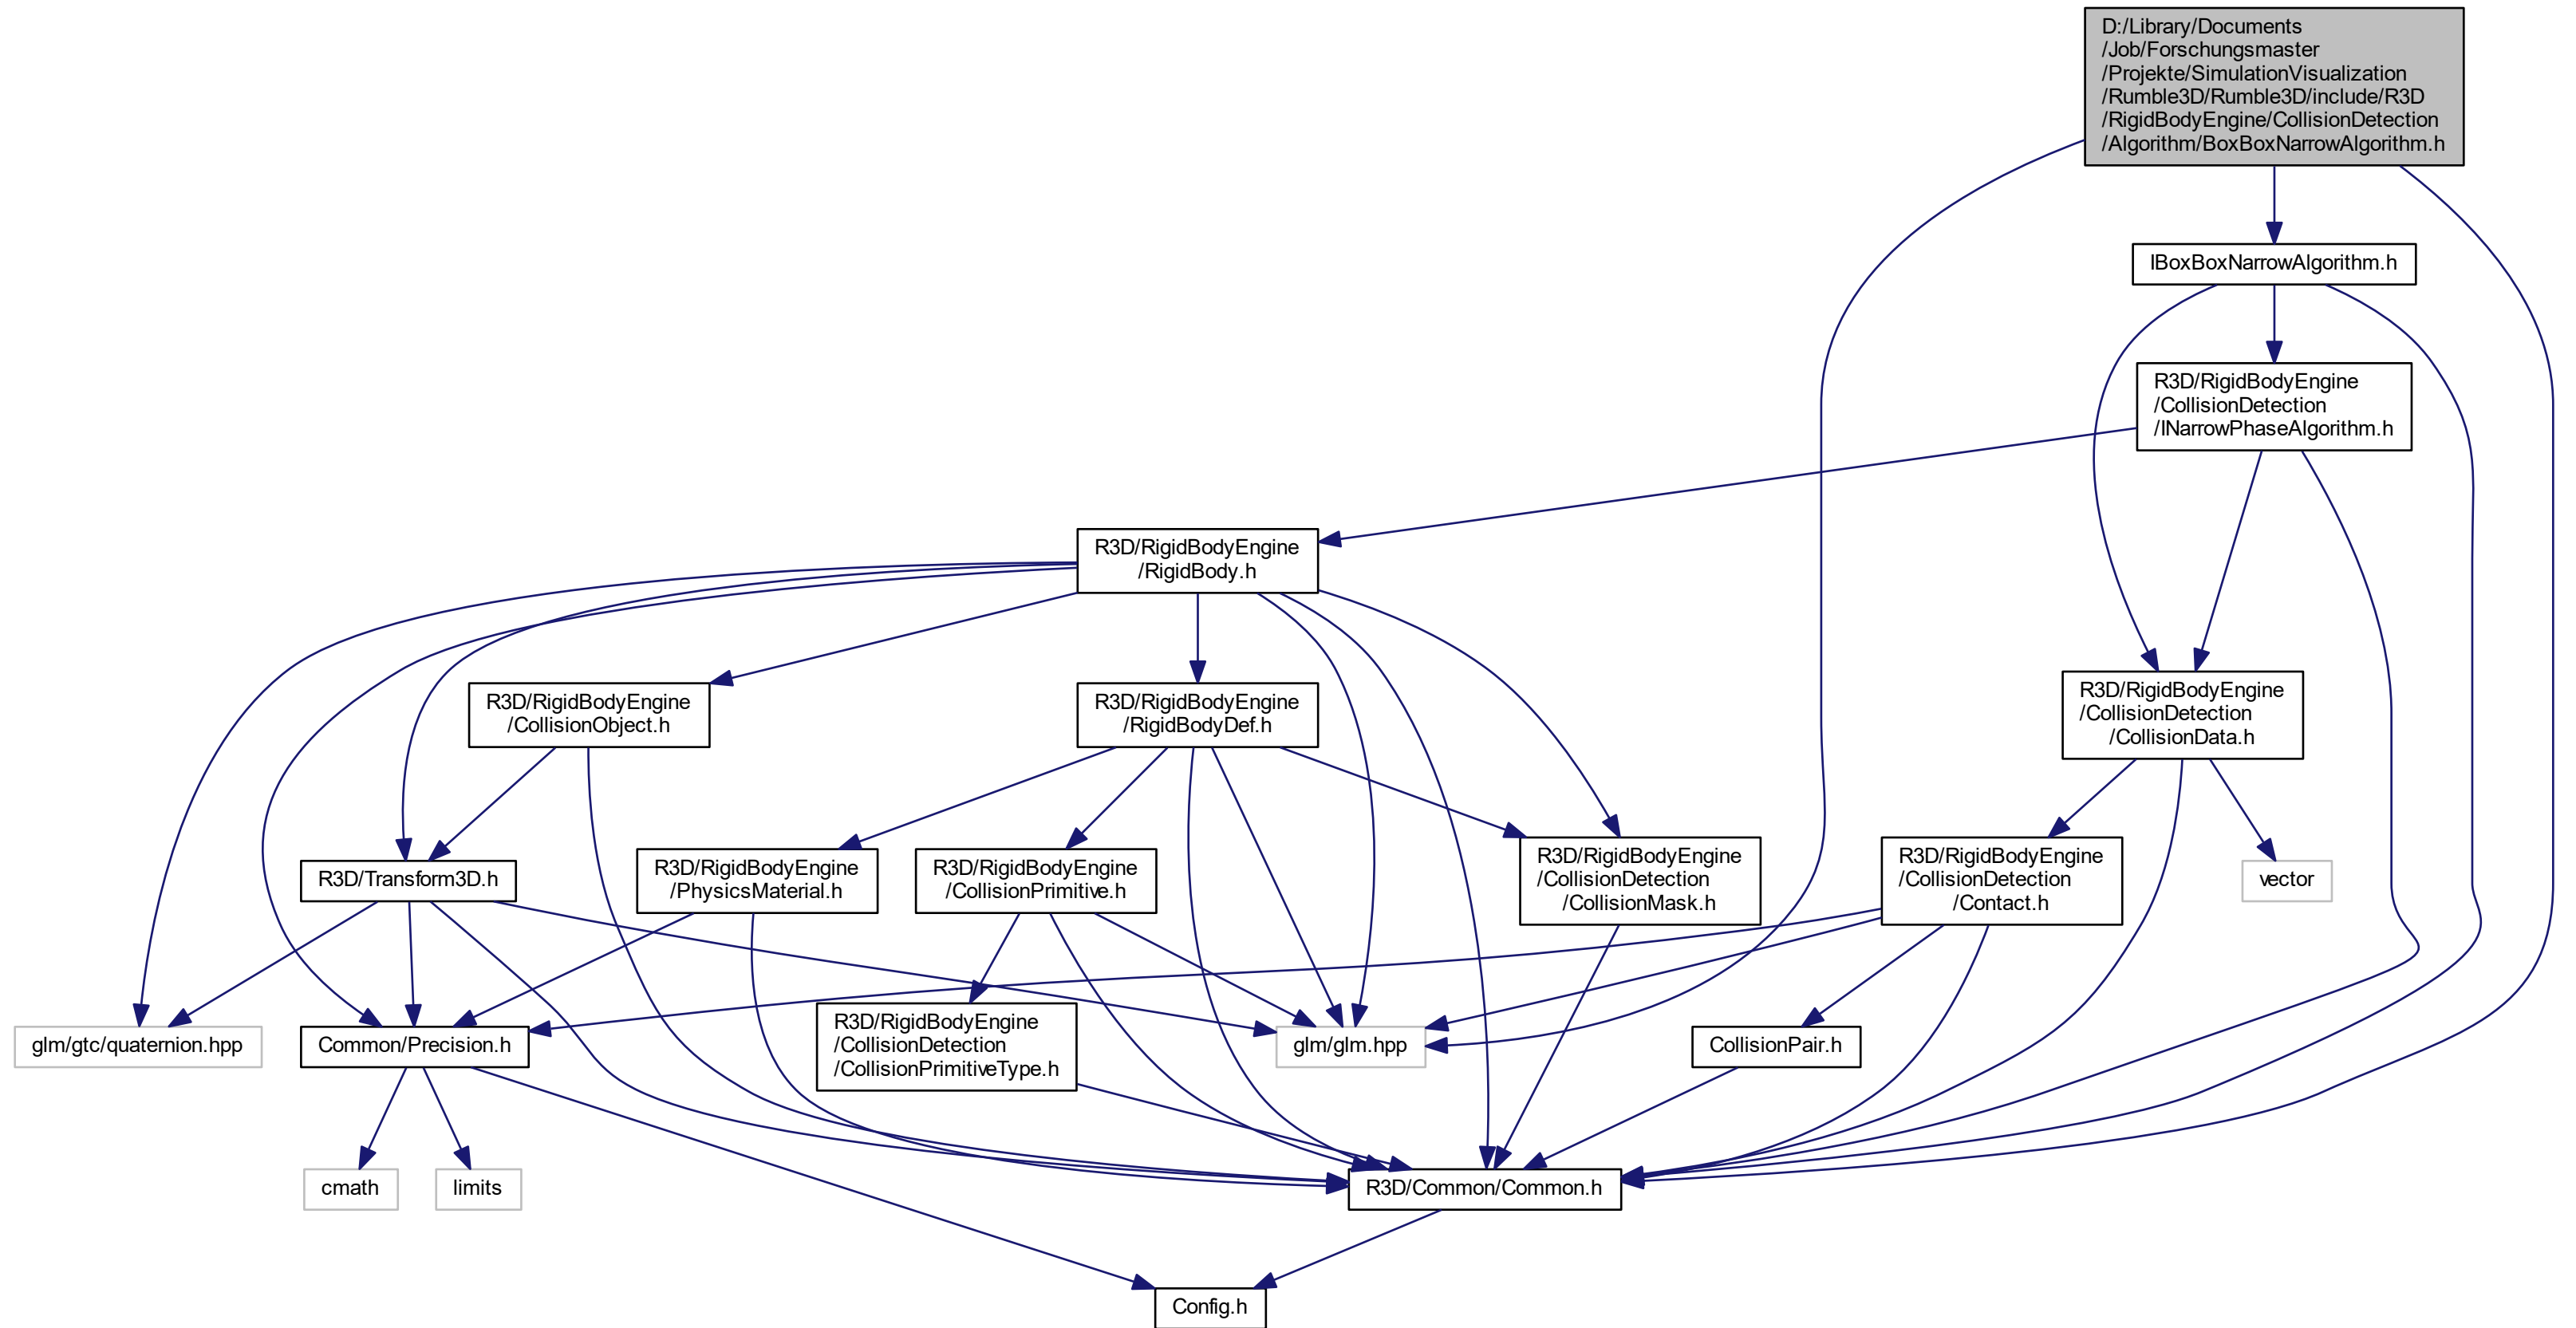 D:/Library/Documents
/Job/Forschungsmaster
/Projekte/SimulationVisualization
/Rumble3D/Rumble3D/include/R3D
/RigidBodyEngine/CollisionDetection
/Algorithm/BoxBoxNarrowAlgorithm.h
IBoxBoxNarrowAlgorithm.h
R3D/RigidBodyEngine
/CollisionDetection
/INarrowPhaseAlgorithm.h
R3D/RigidBodyEngine
/RigidBody.h
R3D/RigidBodyEngine
/CollisionObject.h
R3D/RigidBodyEngine
/RigidBodyDef.h
R3D/RigidBodyEngine
/CollisionDetection
/CollisionData.h
R3D/Transform3D.h
R3D/RigidBodyEngine
/PhysicsMaterial.h
R3D/RigidBodyEngine
/CollisionPrimitive.h
R3D/RigidBodyEngine
/CollisionDetection
/CollisionMask.h
R3D/RigidBodyEngine
/CollisionDetection
/Contact.h
vector
glm/gtc/quaternion.hpp
Common/Precision.h
R3D/RigidBodyEngine
/CollisionDetection
/CollisionPrimitiveType.h
glm/glm.hpp
CollisionPair.h
cmath
limits
R3D/Common/Common.h
Config.h